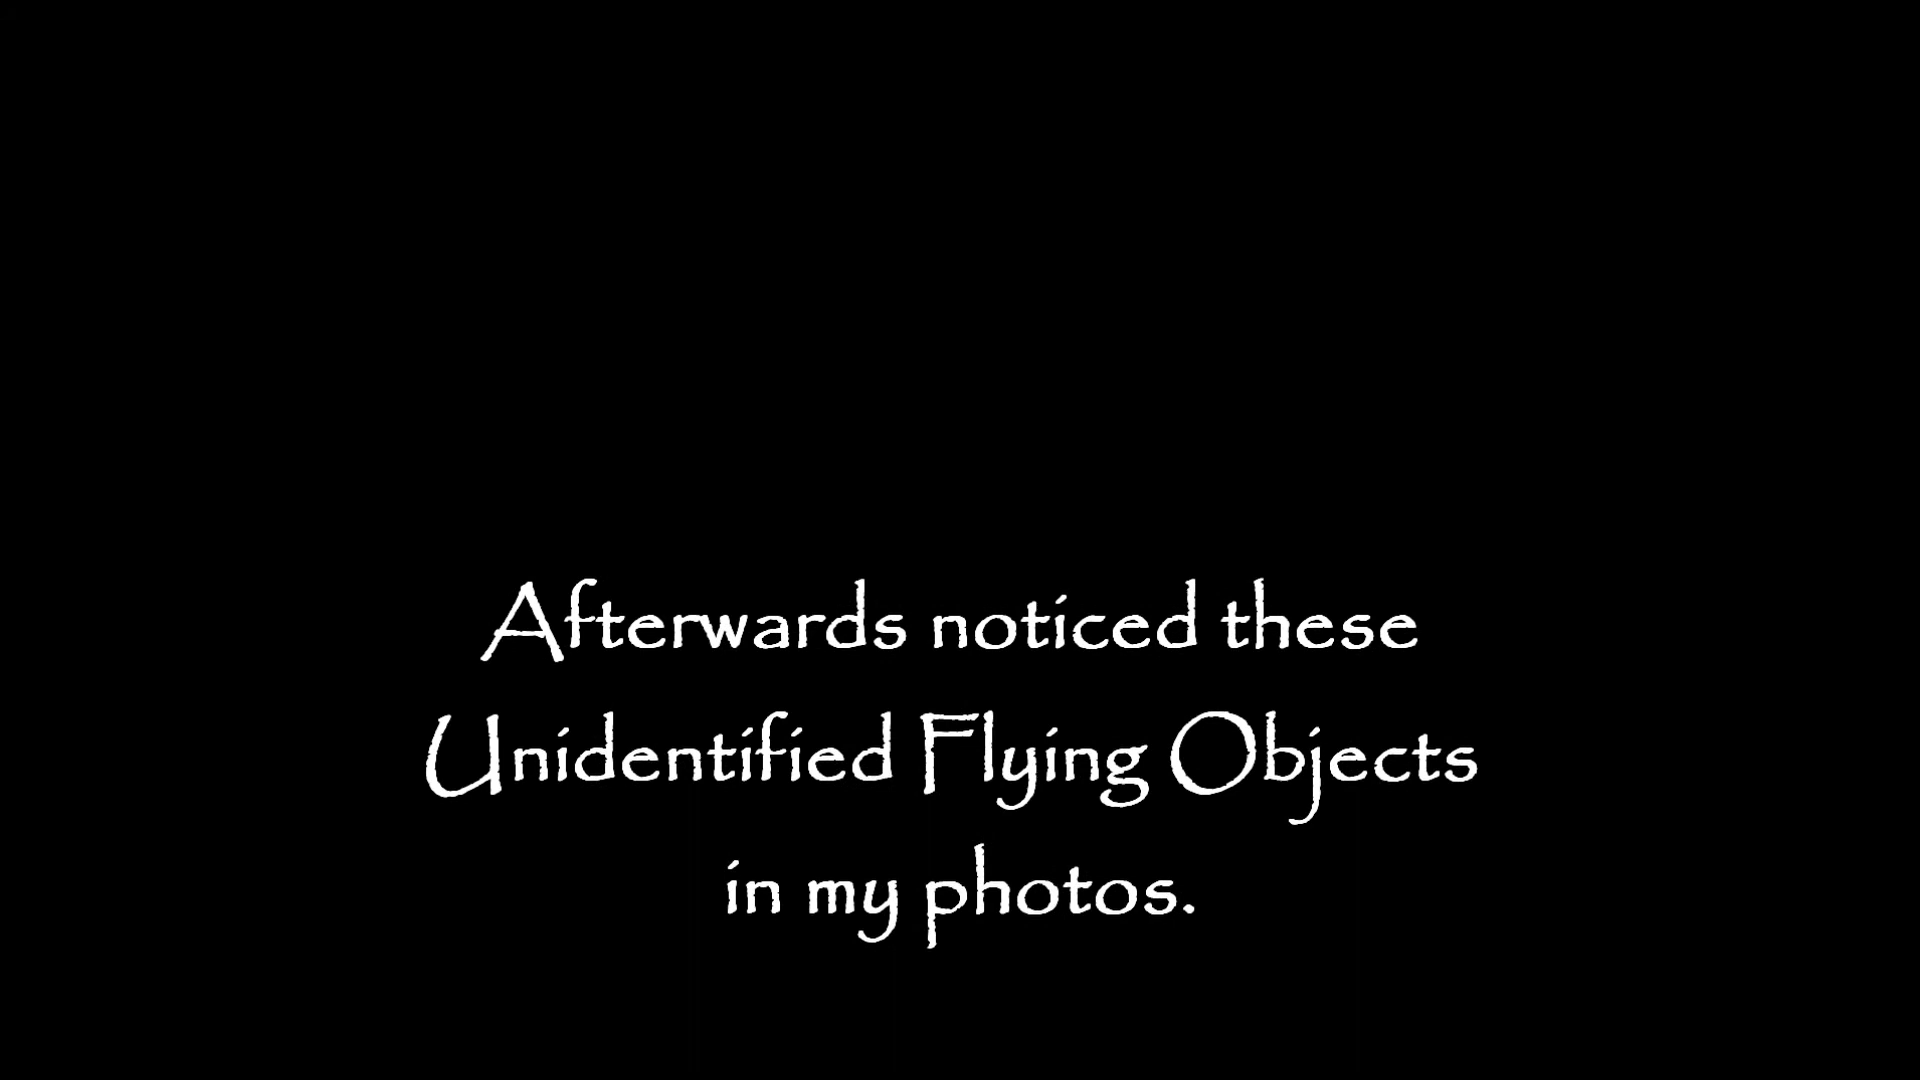 Afterwards noticed these
Unidentified Flying Objects
in my photos.